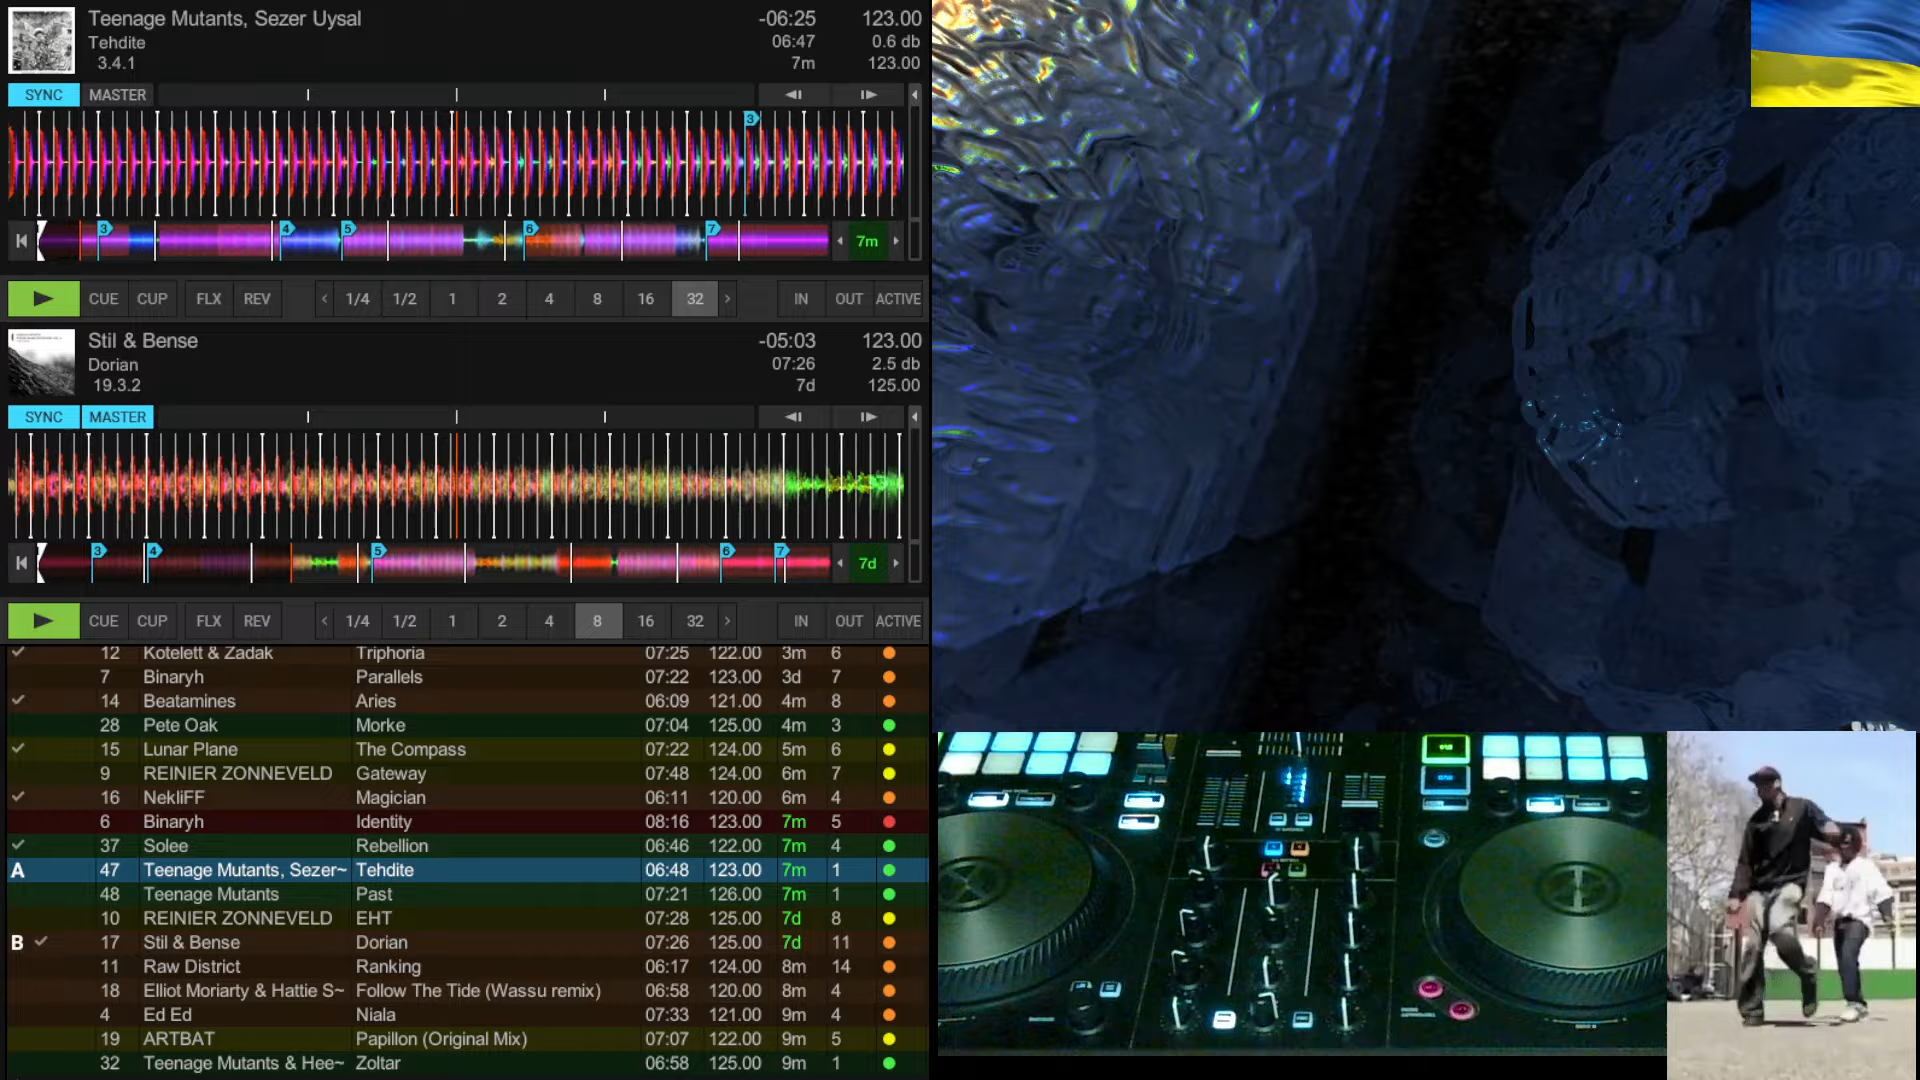 Teenage Mutants, Sezer Uysal -06:25 123.00
Tehdite 06:47 0.6 db
3.4.1 7m 123.00
SYNC MASTER
3
3 4 5 6 7 7m
CUE CUP FLX REV 1/4 1/2 1 2 4 8 16 32 IN OUT ACTIVE
Stil & Bense -05:03 123.00
Dorian 07:26 2.5 db
19.3.2 7d 125.00
SYNC MASTER
3 4 5 6 7 7d
CUE CUP FLX REV 1/4 1/2 1 2 4 8 16 32 IN OUT ACTIVE
12 Kotelett & Zadak Triphoria 07:25 122.00 3m 6
7 Binaryh Parallels 07:22 123.00 3d 7
14 Beatamines Aries 06:09 121.00 4m 8
28 Pete Oak Morke 07:04 125.00 4m 3
15 Lunar Plane The Compass 07:22 124.00 5m 6
9 REINIER ZONNEVELD Gateway 07:48 124.00 6m 7
16 NekliFF Magician 06:11 120.00 6m 4
6 Binaryh Identity 08:16 123.00 7m 5
37 Solee Rebellion 06:46 122.00 7m 4
A 47 Teenage Mutants, Sezer~ Tehdite 06:48 123.00 7m 1
48 Teenage Mutants Past 07:21 126.00 7m 1
10 REINIER ZONNEVELD EHT 07:28 125.00 7d 8
B 17 Stil & Bense Dorian 07:26 125.00 7d 11
11 Raw District Ranking 06:17 124.00 8m 14
18 Elliot Moriarty & Hattie S~ Follow The Tide (Wassu remix) 06:58 120.00 8m 4
4 Ed Ed Niala 07:33 121.00 9m 4
19 ARTBAT Papillon (Original Mix) 07:07 122.00 9m 5
32 Teenage Mutants & Hee~ Zoltar 06:58 125.00 9m 1